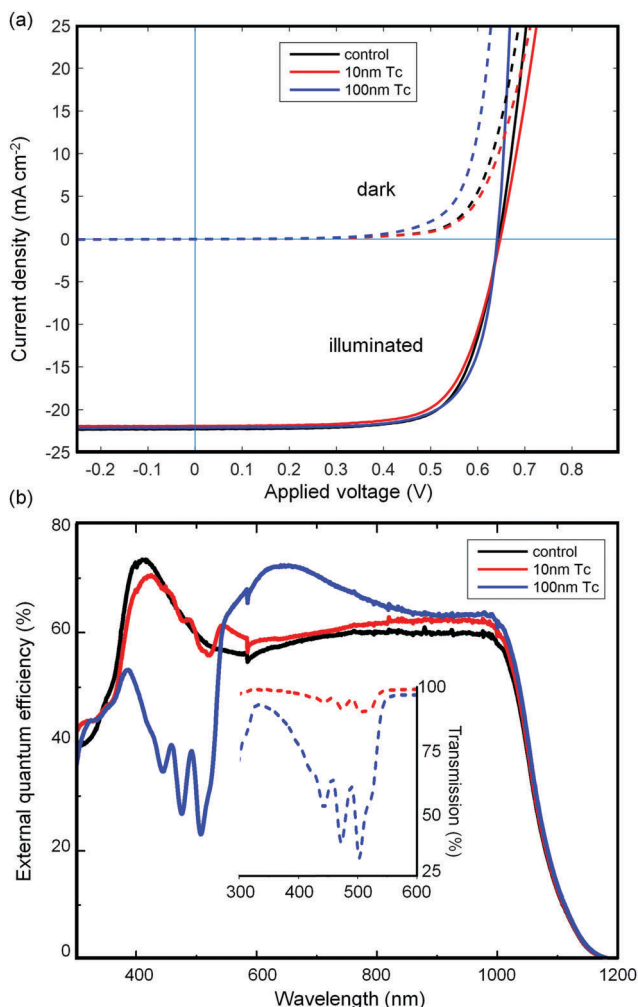 (a)
25
20
15
10
5
0
-5
-10
-15
-20
-25
Current density (mA cm⁻²)
control
10nm Tc
100nm Tc
dark
illuminated
-0.2 -0.1 0 0.1 0.2 0.3 0.4 0.5 0.6 0.7 0.8
Applied voltage (V)
(b)
80
60
40
20
0
External quantum efficiency (%)
control
10nm Tc
100nm Tc
100
75
50
25
Transmission (%)
300 400 500 600
400 600 800 1000 1200
Wavelength (nm)